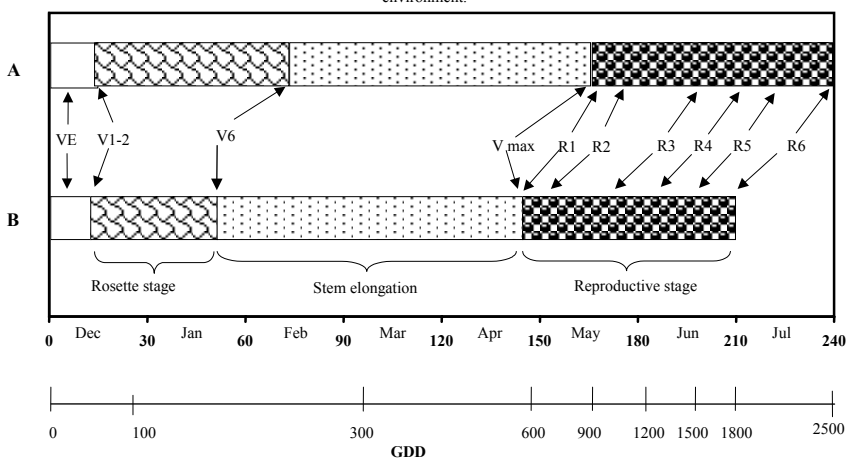 environment.
A
VE V1-2 V6 V max R1 R2 R3 R4 R5 R6
B
Rosette stage Stem elongation Reproductive stage
Dec Jan Feb Mar Apr May Jun Jul
0 30 60 90 120 150 180 210 240
0 100 300 600 900 1200 1500 1800 2500
GDD